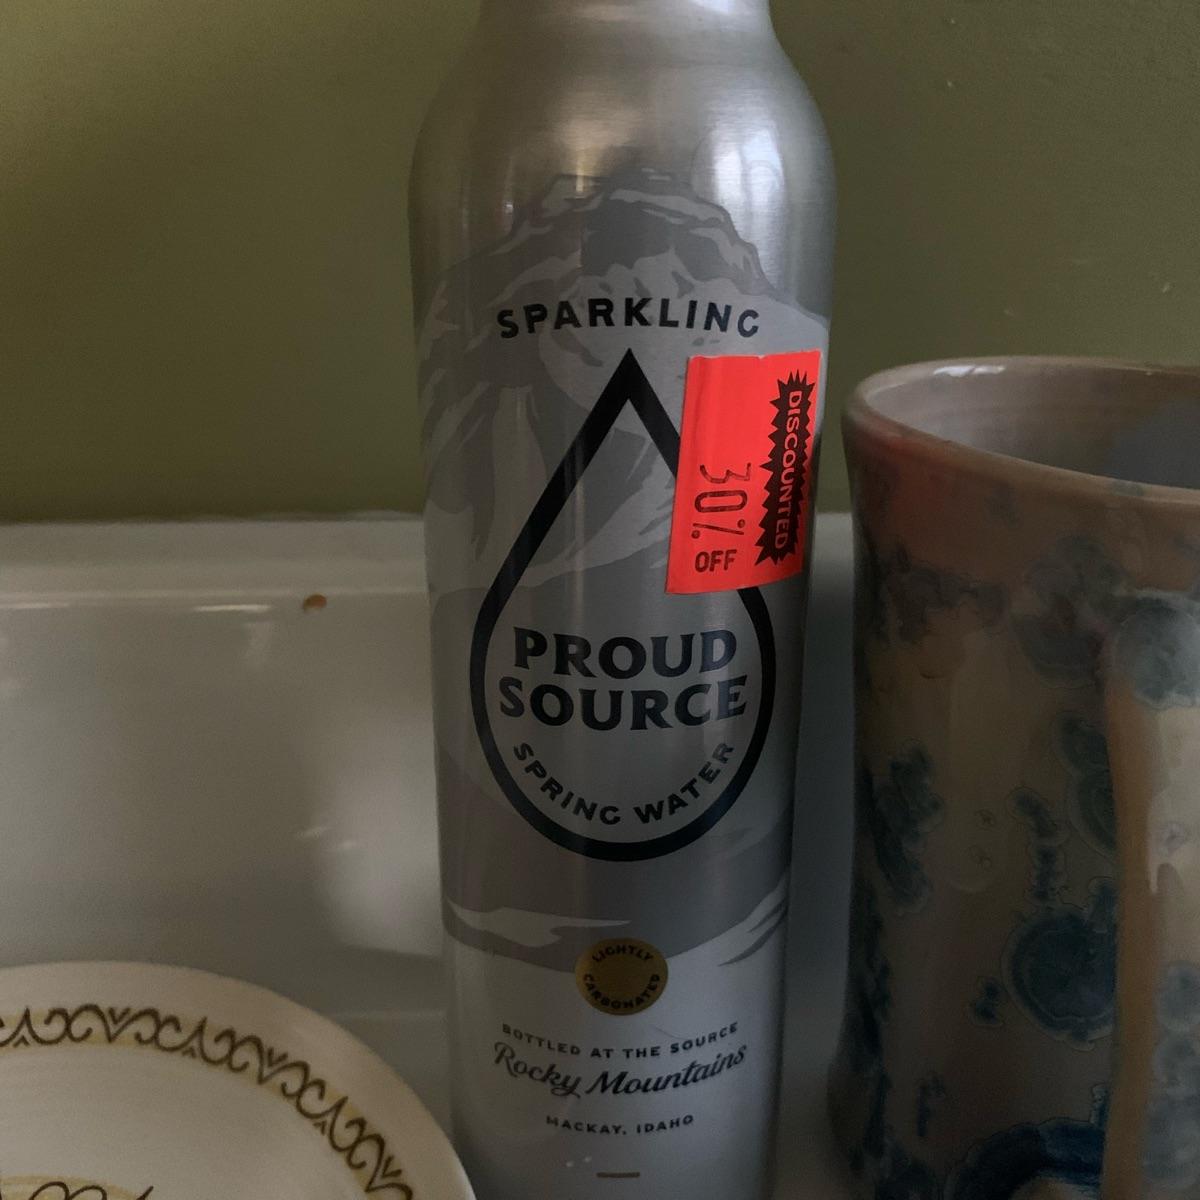 SPARKLING
DISCOUNTED
30% OFF
PROUD
SOURCE
SPRING WATER
LIGHTLY
CARBONATED
BOTTLED AT THE SOURCE
Rocky Mountains
MACKAY, IDAHO